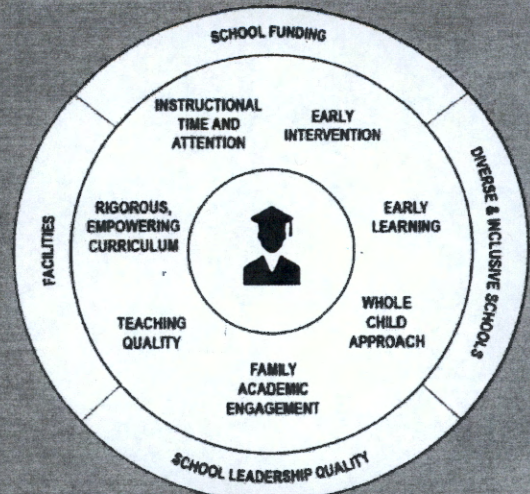 SCHOOL FUNDING
INSTRUCTIONAL
TIME AND
ATTENTION
EARLY
INTERVENTION
RIGOROUS,
EMPOWERING
CURRICULUM
EARLY
LEARNING
FACILITIES
DIVERSE & INCLUSIVE SCHOOLS
TEACHING
QUALITY
WHOLE
CHILD
APPROACH
FAMILY
ACADEMIC
ENGAGEMENT
SCHOOL LEADERSHIP QUALITY